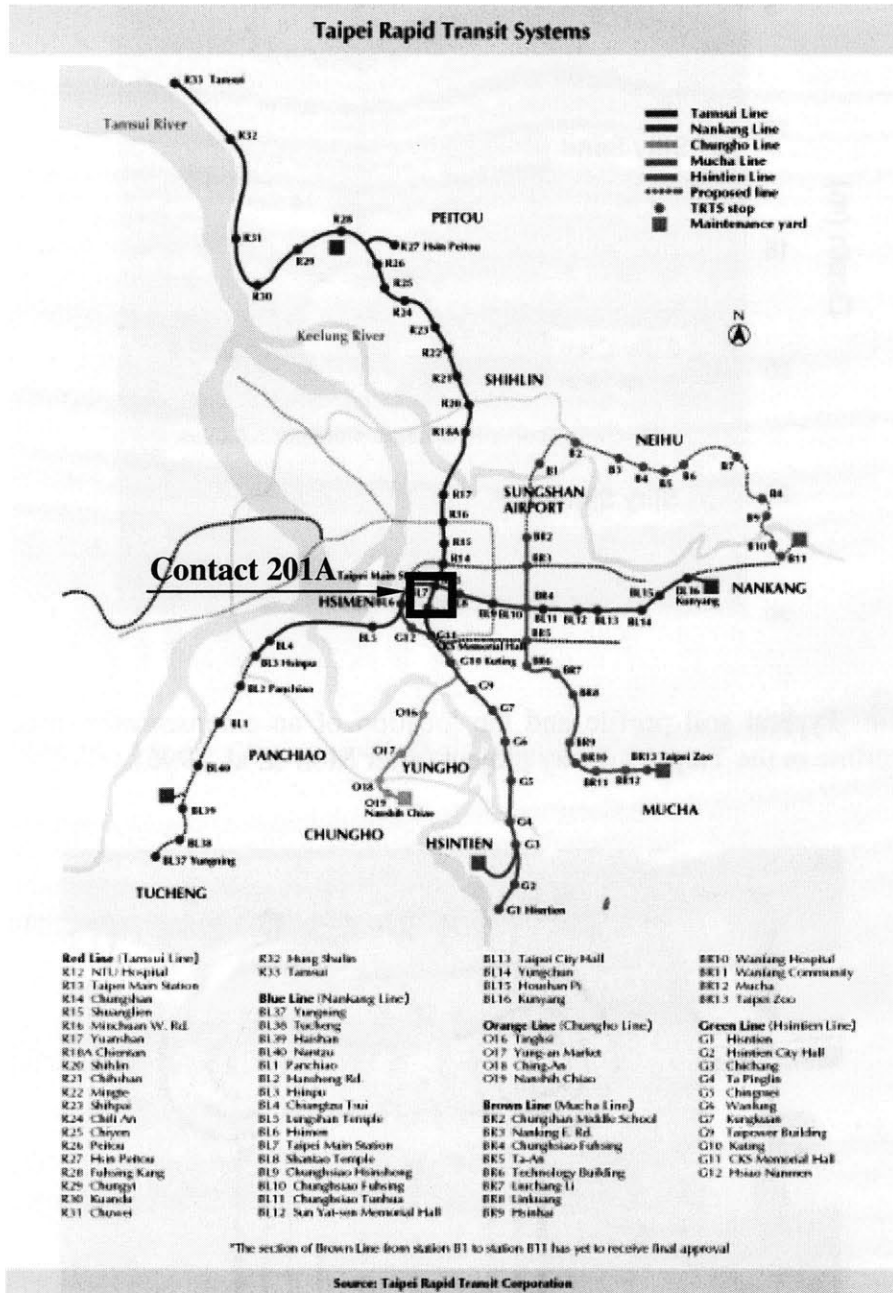 Taipei Rapid Transit Systems
R33 Tamsui
Tamsui River
R32
Tamsui Line
Nankang Line
Chungho Line
Mucha Line
Hsintien Line
Proposed line
TRTS stop
Maintenance yard
R28
PEITOU
R31
R29
R27 Hsin Peitou
R26
R30
R25
R24
N
Keelung River
R23
R22
R21
SHIHLIN
R20
R18A
NEIHU
B1
B2
B3
B4
B5
B6
B7
B8
B9
B10
B11
R17
SUNGSHAN
AIRPORT
R16
BR2
R15
BR3
R14
Contact 201A
Taipei Main S
BL7
HSIMEN
BL6
BL8
BL9
BL10
BR4
BL11
BL12
BL13
BL14
BL15
BL16
Kunyang
NANKANG
BL5
G12
G11
CKS Memorial Hall
BR5
BL4
BL3 Hsinpu
G10 Kuting
BR6
BR7
BL2 Panchiao
G9
BR8
O16
G7
BL1
PANCHIAO
O17
YUNGHO
G6
BR9
BR10
BR13 Taipei Zoo
BL40
BR11
BR12
O18
O19
Nanshih Chiao
G5
BL39
MUCHA
CHUNGHO
G4
HSINTIEN
G3
BL38
BL37 Yungning
G2
TUCHENG
G1 Hsintien
Red Line (Tamsui Line)
R12 NTU Hospital
R13 Taipei Main Station
R14 Chungshan
R15 Shuanglien
R16 Minchuan W. Rd.
R17 Yuanshan
R18A Chientan
R20 Shihlin
R21 Chihshan
R22 Mingte
R23 Shihpai
R24 Chili An
R25 Chiyen
R26 Peitou
R27 Hsin Peitou
R28 Fuhsing Kang
R29 Chungyi
R30 Kuandu
R31 Chuwei
R32 Hung Shulin
R33 Tamsui
Blue Line (Nankang Line)
BL37 Yungning
BL38 Tucheng
BL39 Haishan
BL40 Nantzu
BL1 Panchiao
BL2 Hansheng Rd.
BL3 Hsinpu
BL4 Chiangtzu Tsui
BL5 Lungshan Temple
BL6 Hsimen
BL7 Taipei Main Station
BL8 Shantao Temple
BL9 Chunghsiao Hsinsheng
BL10 Chunghsiao Fuhsing
BL11 Chunghsiao Tunhua
BL12 Sun Yat-sen Memorial Hall
BL13 Taipei City Hall
BL14 Yungchun
BL15 Houshan Pi
BL16 Kunyang
Orange Line (Chungho Line)
O16 Tinghsi
O17 Yung-an Market
O18 Ching-An
O19 Nanshih Chiao
Brown Line (Mucha Line)
BR2 Chungshan Middle School
BR3 Nanking E. Rd.
BR4 Chunghsiao Fuhsing
BR5 Ta-An
BR6 Technology Building
BR7 Liuchang Li
BR8 Linkuang
BR9 Hsinhai
BR10 Wanfang Hospital
BR11 Wanfang Community
BR12 Mucha
BR13 Taipei Zoo
Green Line (Hsintien Line)
G1 Hsintien
G2 Hsintien City Hall
G3 Chichang
G4 Ta Pinglin
G5 Chingmei
G6 Wanlung
G7 Kungkuan
O9 Taipower Building
G10 Kuting
G11 CKS Memorial Hall
G12 Hsiao Nanmen
*The section of Brown Line from station B1 to station B11 has yet to receive final approval
Source: Taipei Rapid Transit Corporation